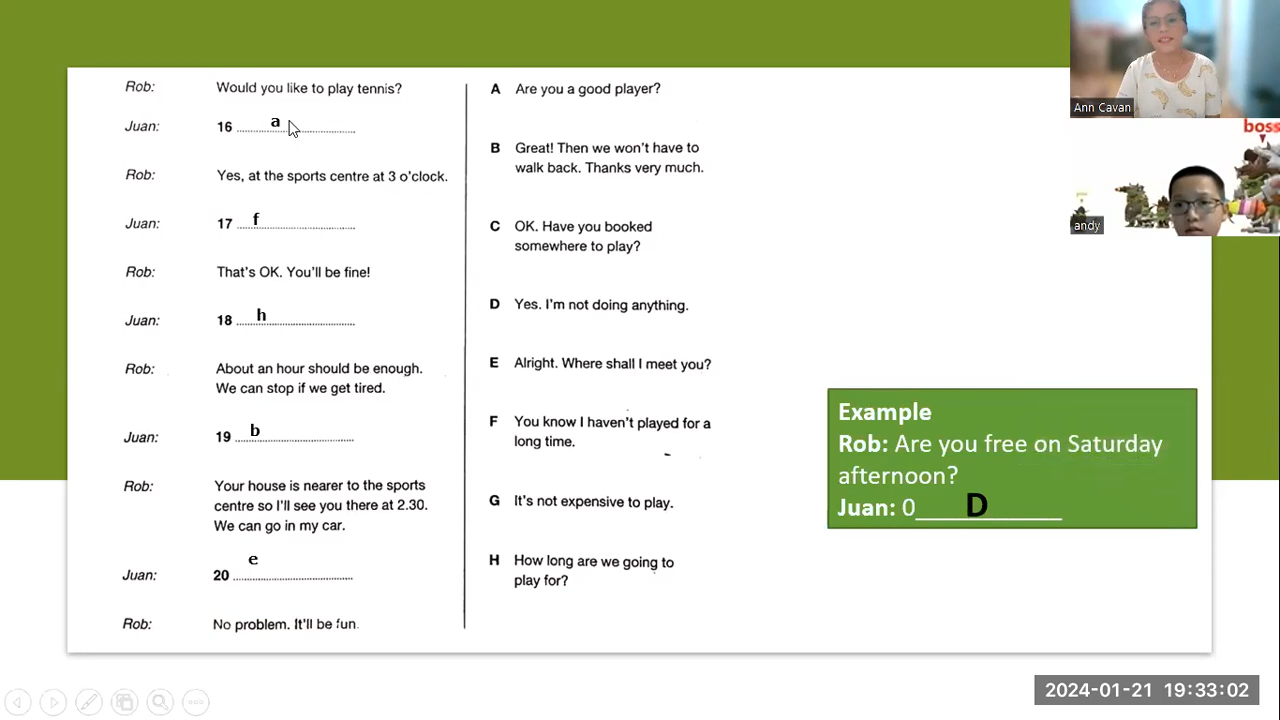 Rob: Would you like to play tennis?
Juan: 16 a
Rob: Yes, at the sports centre at 3 o'clock.
Juan: 17 f
Rob: That's OK. You'll be fine!
Juan: 18 h
Rob: About an hour should be enough.
We can stop if we get tired.
Juan: 19 b
Rob: Your house is nearer to the sports
centre so I'll see you there at 2.30.
We can go in my car.
Juan: 20 e
Rob: No problem. It'll be fun.
A Are you a good player?
B Great! Then we won't have to
walk back. Thanks very much.
C OK. Have you booked
somewhere to play?
D Yes. I'm not doing anything.
E Alright. Where shall I meet you?
F You know I haven't played for a
long time.
G It's not expensive to play.
H How long are we going to
play for?
Example
Rob: Are you free on Saturday
afternoon?
Juan: 0 D
Ann Cavan
boss
andy
2024-01-21 19:33:02